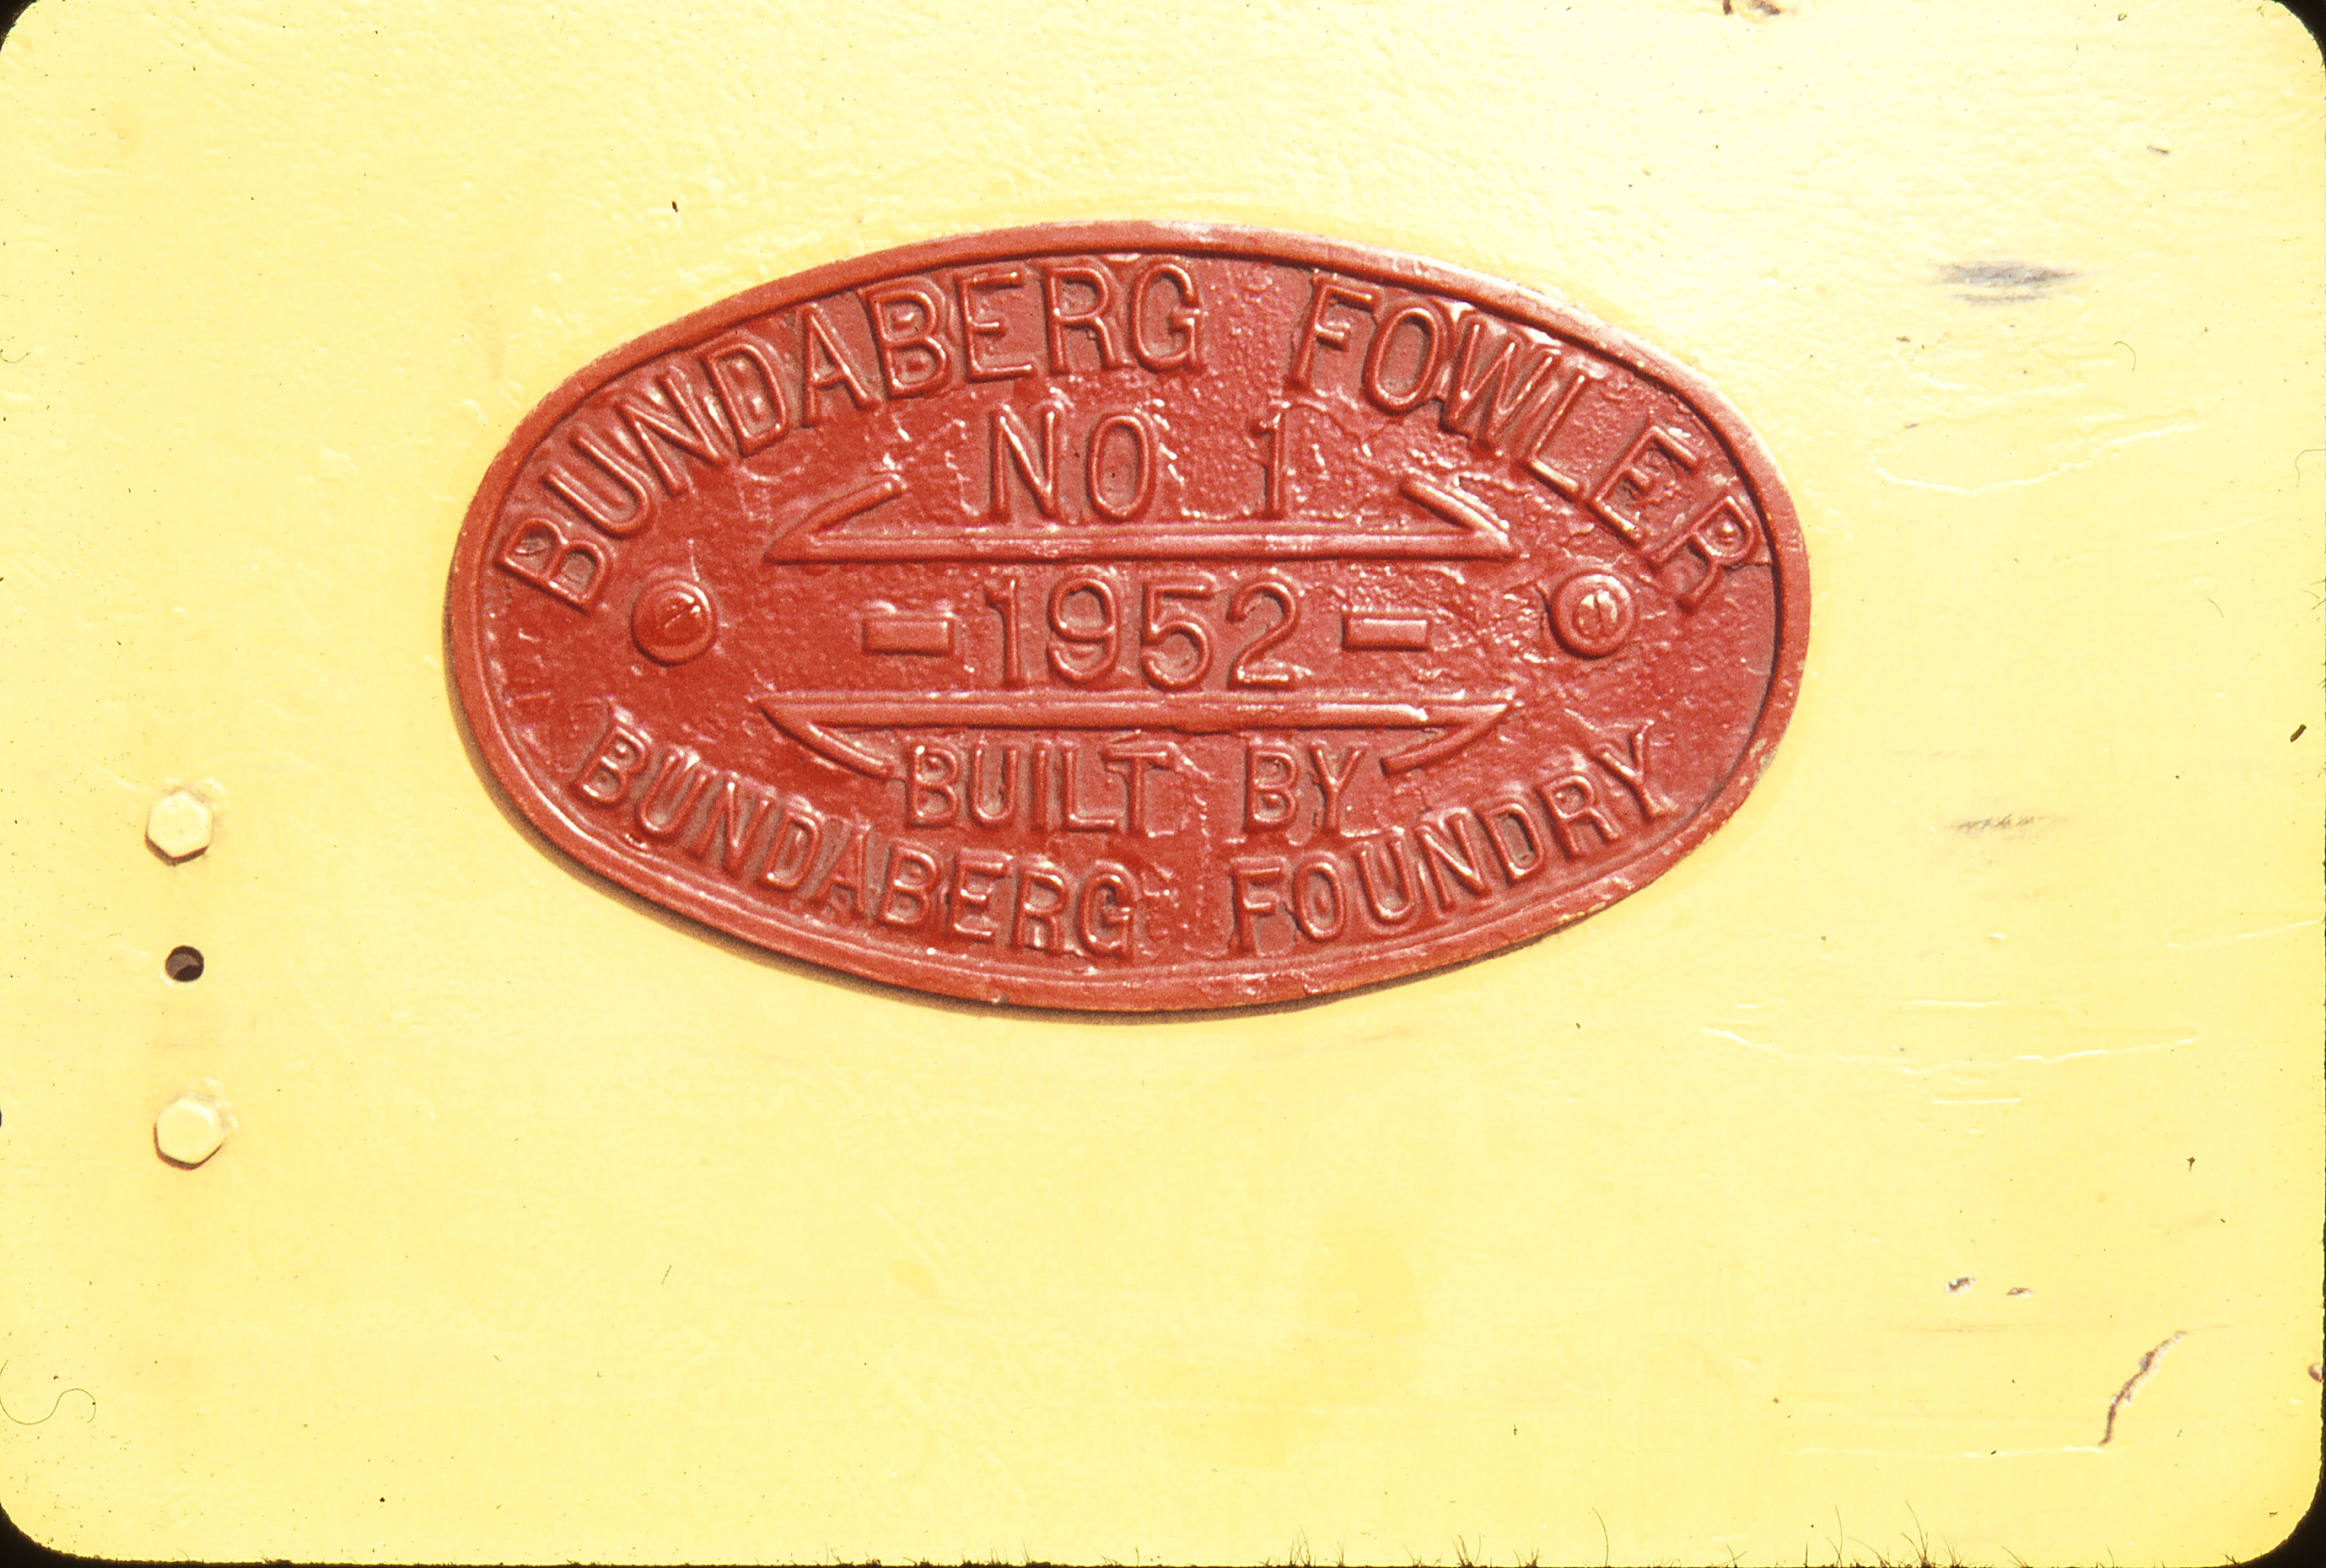 BUNDABERG FOWLER
NO 1
-1952-
BUILT BY
BUNDABERG FOUNDRY